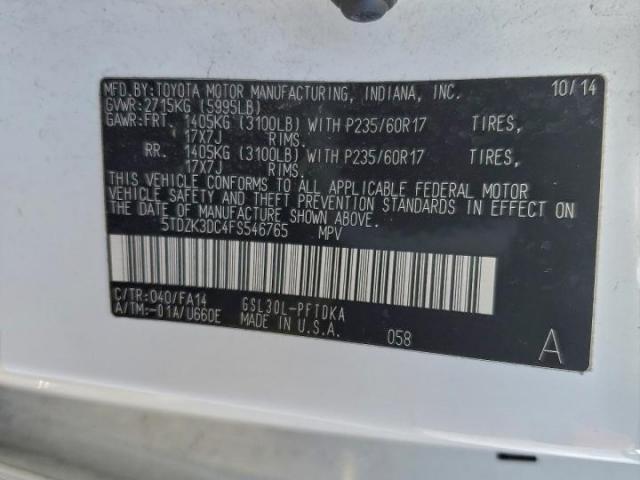 MFD.BY:TOYOTA MOTOR MANUFACTURING, INDIANA, INC. 10/14
GVWR:2715KG (5995LB)
GAWR:FRT. 1405KG (3100LB) WITH P235/60R17 TIRES,
17X7J RIMS.
RR. 1405KG (3100LB) WITH P235/60R17 TIRES,
17X7J RIMS.
THIS VEHICLE CONFORMS TO ALL APPLICABLE FEDERAL MOTOR
VEHICLE SAFETY AND THEFT PREVENTION STANDARDS IN EFFECT ON
THE DATE OF MANUFACTURE SHOWN ABOVE.
5TDZK3DC4FS546765 MPV
C/TR:040/FA14 GSL30L-PFTDKA
A/TM:-01A/U660E MADE IN U.S.A. 058 A